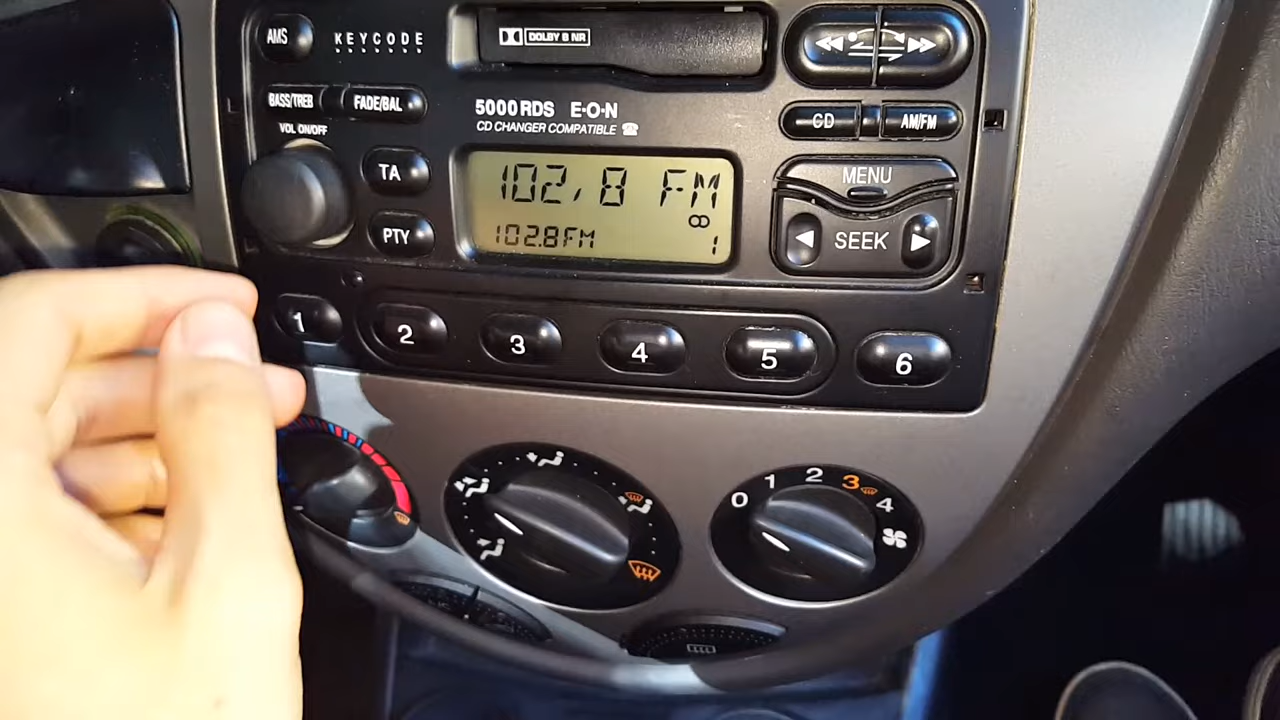 AMS
KEYCODE
DOLBY B NR
BASS/TREB
FADE/BAL
5000 RDS E·O·N
CD CHANGER COMPATIBLE
CD
AM/FM
VOL ON/OFF
TA
102,8 FM
MENU
PTY
102.8FM
1
SEEK
1
2
3
4
5
6
0
1
2
3
4